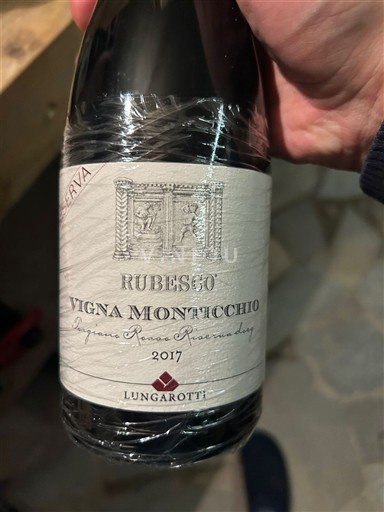 RISERVA
RUBESCO
VIGNA MONTICCHIO
Torgiano Rosso Riserva docg
2017
LUNGAROTTI